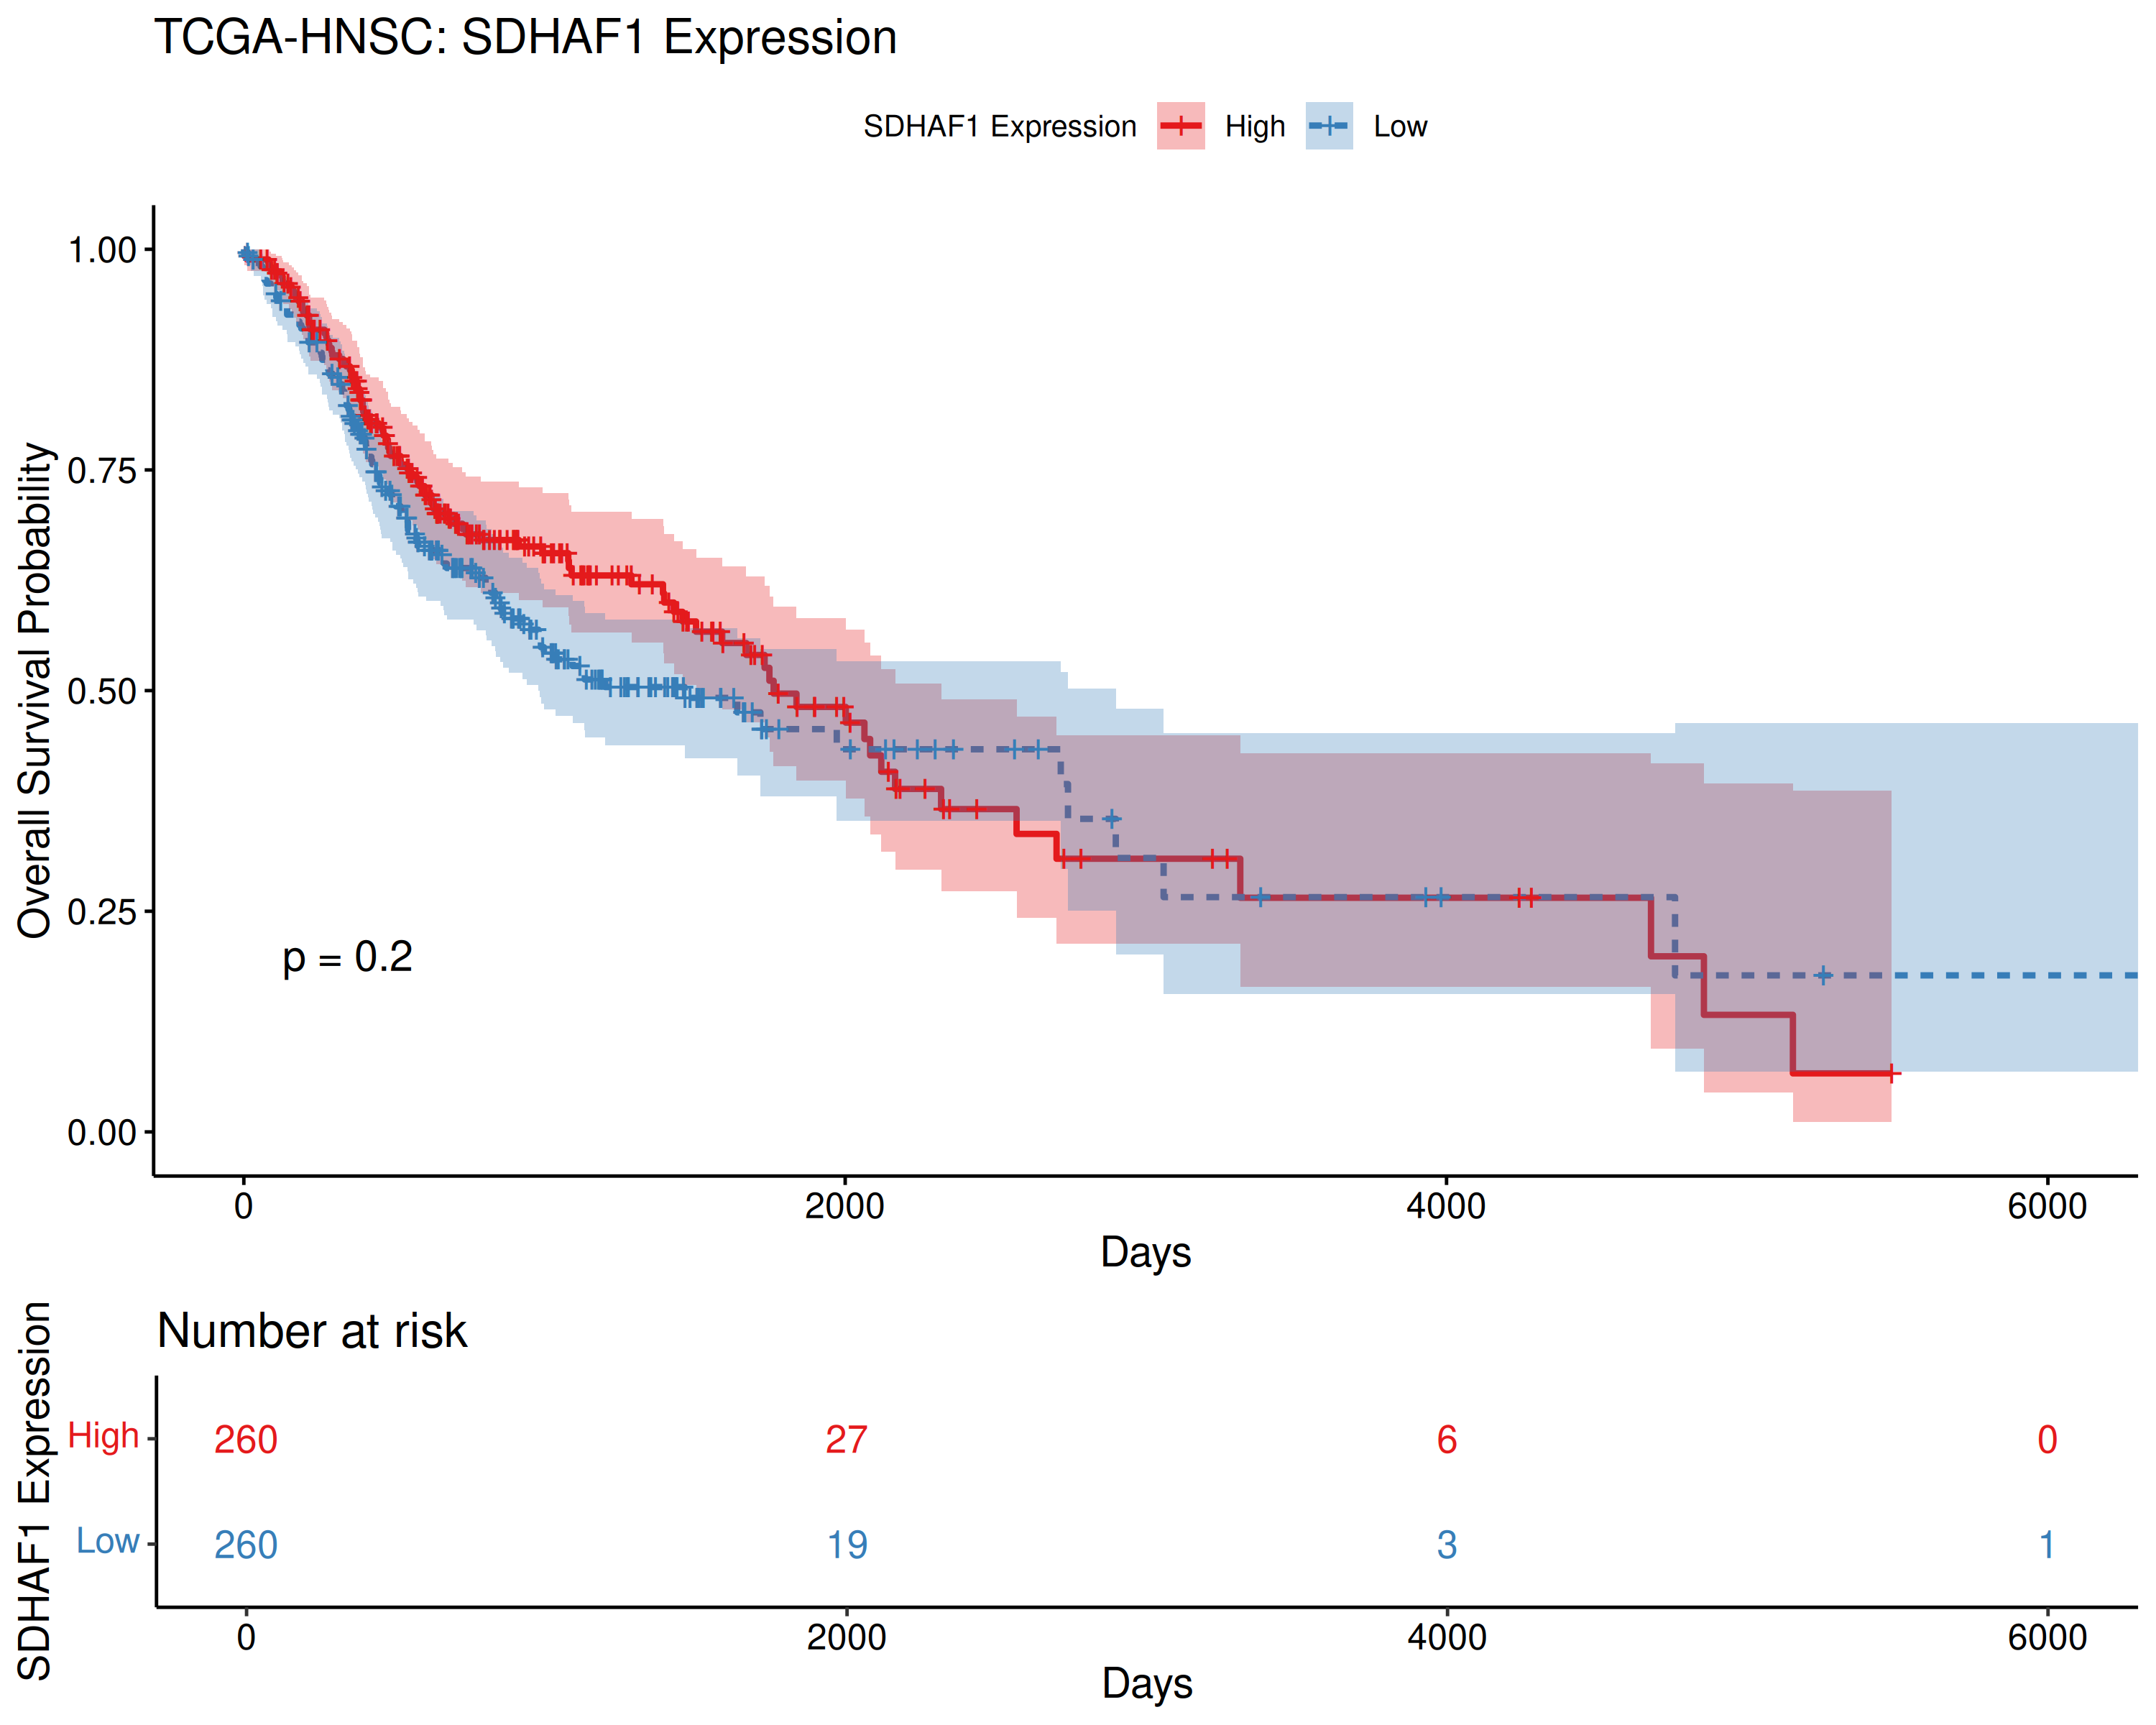 TCGA-HNSC: SDHAF1 Expression
SDHAF1 Expression High Low
Overall Survival Probability
1.00
0.75
0.50
0.25
0.00
p = 0.2
0 2000 4000 6000
Days
Number at risk
SDHAF1 Expression
High 260 27 6 0
Low 260 19 3 1
0 2000 4000 6000
Days